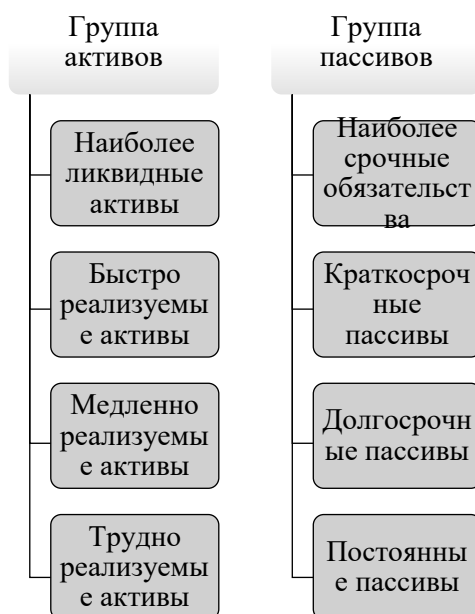 Группа
активов
Наиболее
ликвидные
активы
Быстро
реализуемы
е активы
Медленно
реализуемы
е активы
Трудно
реализуемы
е активы
Группа
пассивов
Наиболее
срочные
обязательст
ва
Краткосроч
ные
пассивы
Долгосрочн
ые пассивы
Постоянны
е пассивы